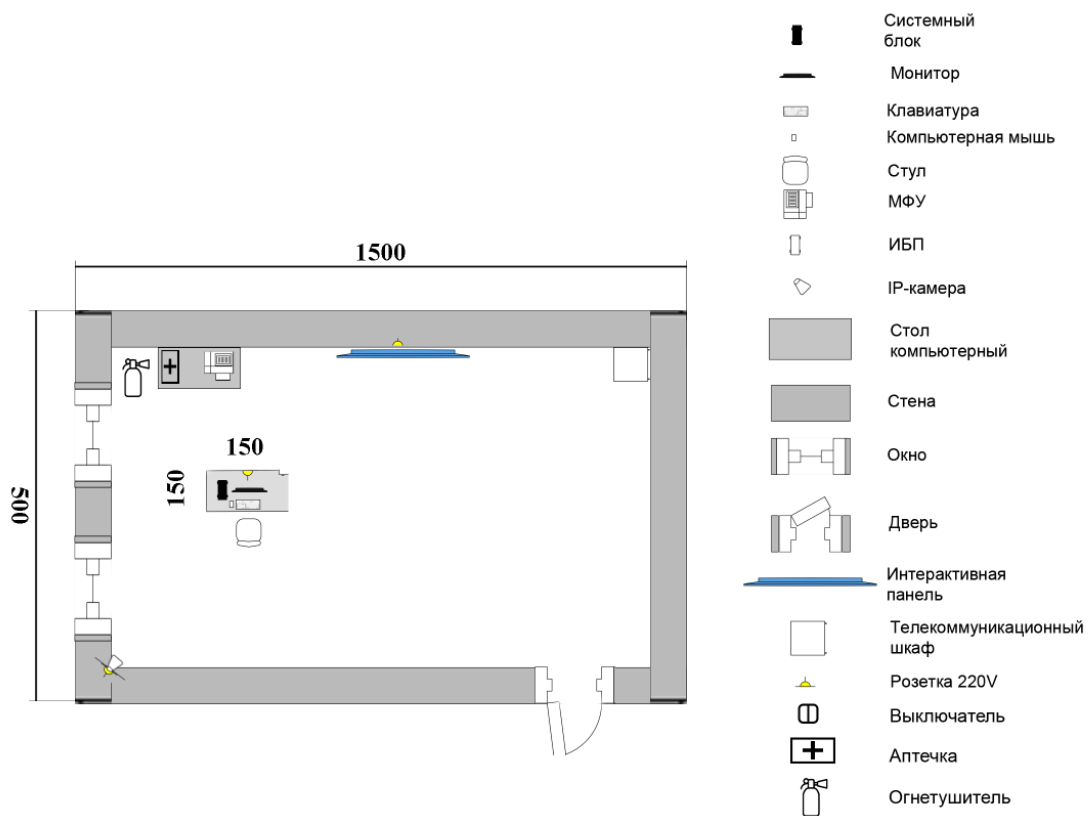 Системный
блок
Монитор
Клавиатура
Компьютерная мышь
Стул
МФУ
ИБП
IP-камера
Стол
компьютерный
Стена
Окно
Дверь
Интерактивная
панель
Телекоммуникационный
шкаф
Розетка 220V
Выключатель
Аптечка
Огнетушитель
1500
500
150
150